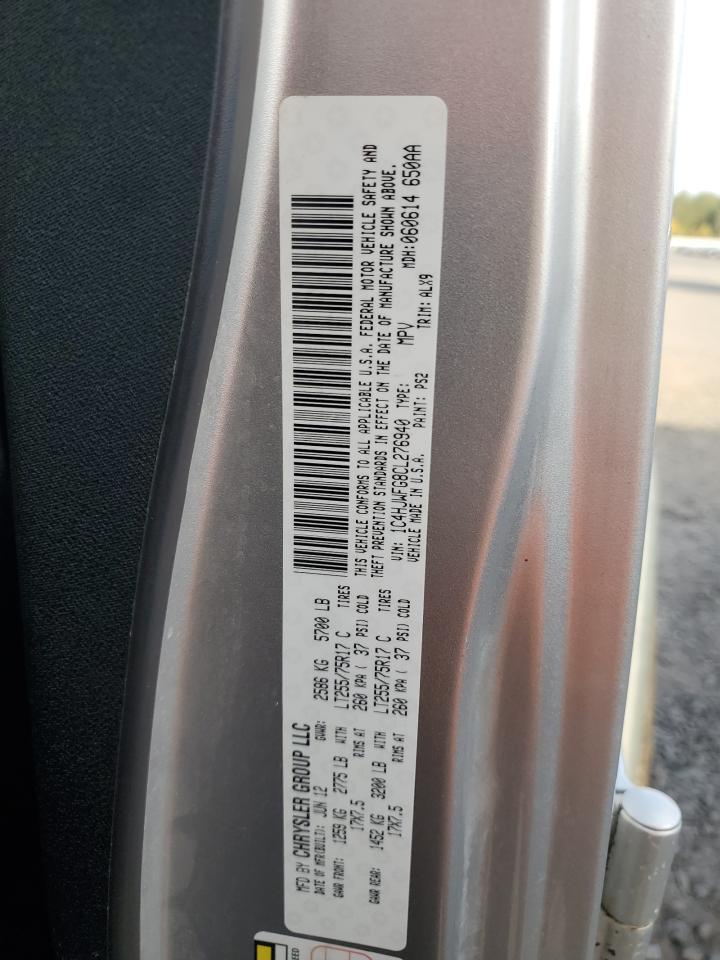 MFD BY CHRYSLER GROUP LLC
DATE OF MFR(BUILT): JUN 12 GVWR: 2586 KG 5700 LB
GAWR FRONT: 1259 KG 2775 LB WITH LT255/75R17 C TIRES
17X7.5 RIMS AT 260 KPA ( 37 PSI) COLD
GAWR REAR: 1452 KG 3200 LB WITH LT255/75R17 C TIRES
17X7.5 RIMS AT 260 KPA ( 37 PSI) COLD
THIS VEHICLE CONFORMS TO ALL APPLICABLE U.S.A. FEDERAL MOTOR VEHICLE SAFETY AND
THEFT PREVENTION STANDARDS IN EFFECT ON THE DATE OF MANUFACTURE SHOWN ABOVE.
VIN: 1C4HJWFG8CL276940 TYPE: MPV MDH:060614 650AA
VEHICLE MADE IN U.S.A. PAINT: PS2 TRIM: ALX9